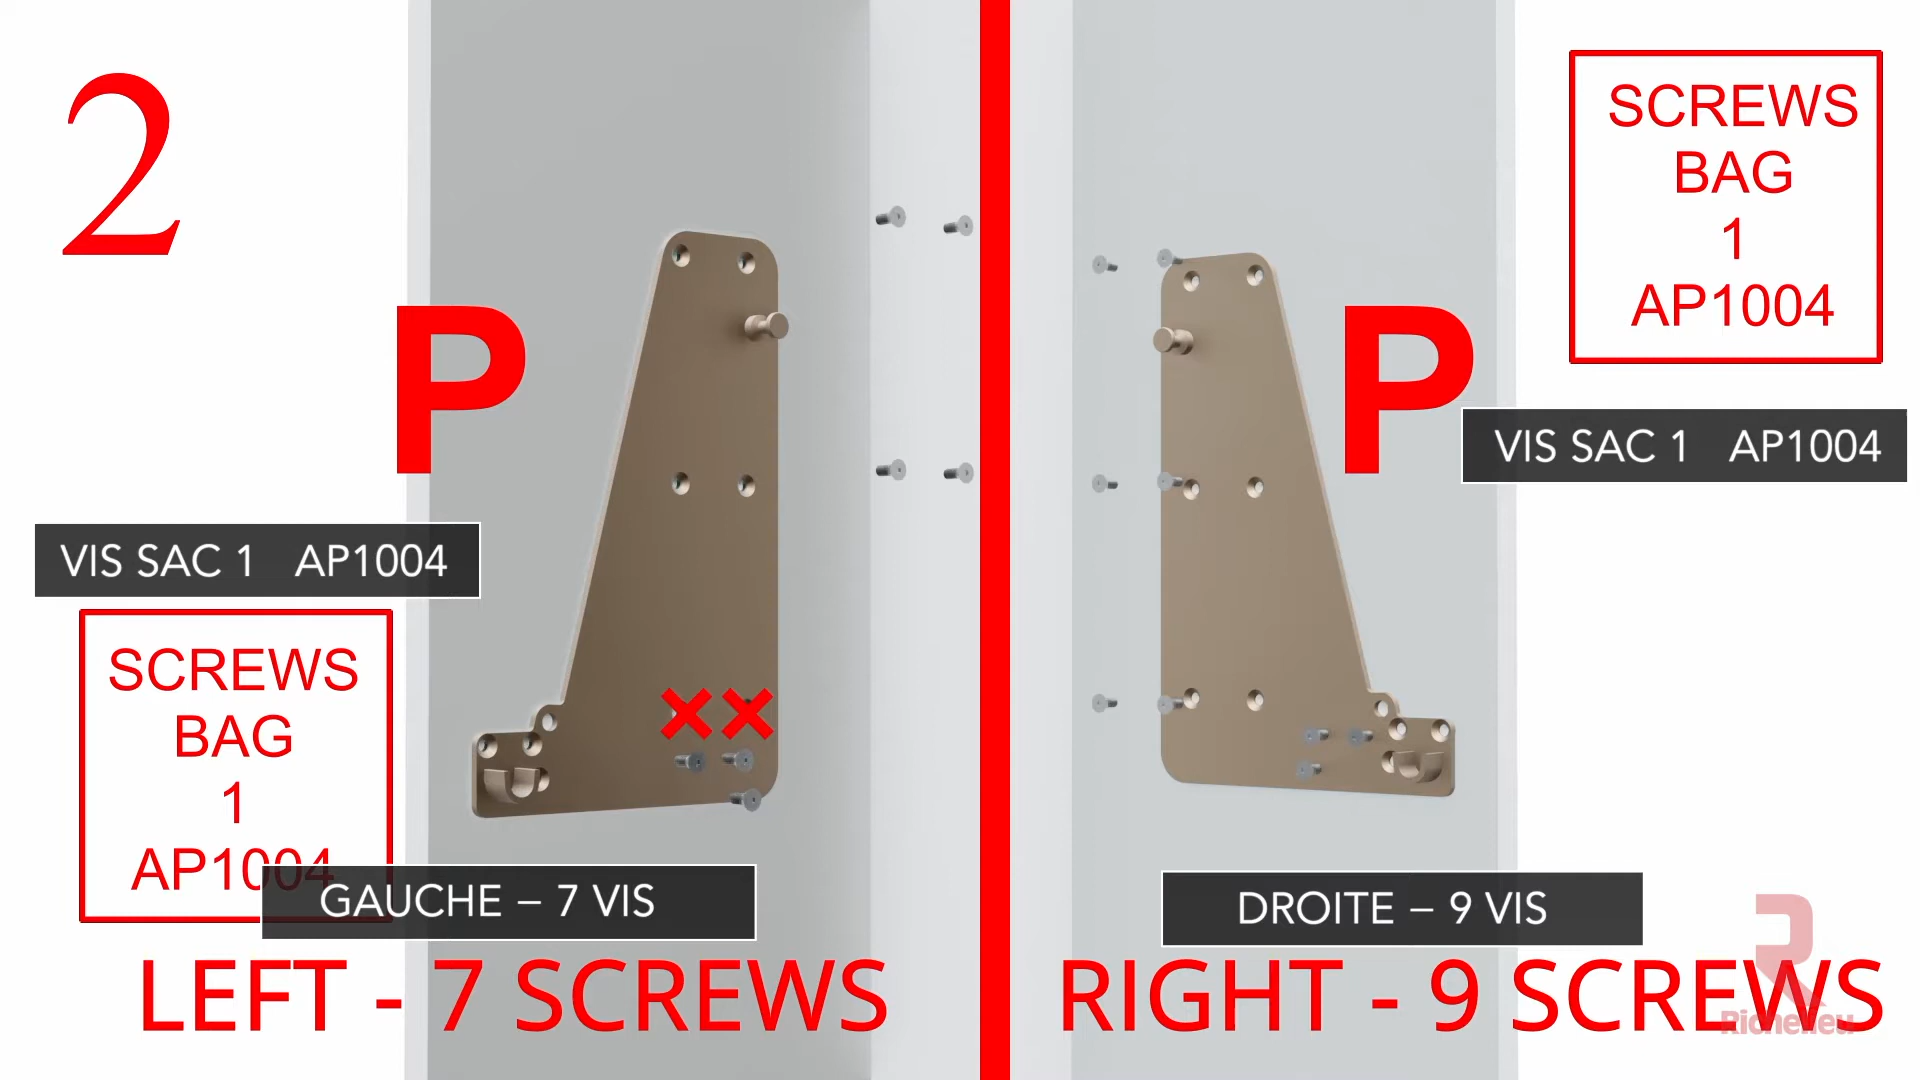 2
P
VIS SAC 1 AP1004
SCREWS
BAG
1
AP1004
GAUCHE – 7 VIS
LEFT - 7 SCREWS
SCREWS
BAG
1
AP1004
P
VIS SAC 1 AP1004
DROITE – 9 VIS
RIGHT - 9 SCREWS
Richelieu